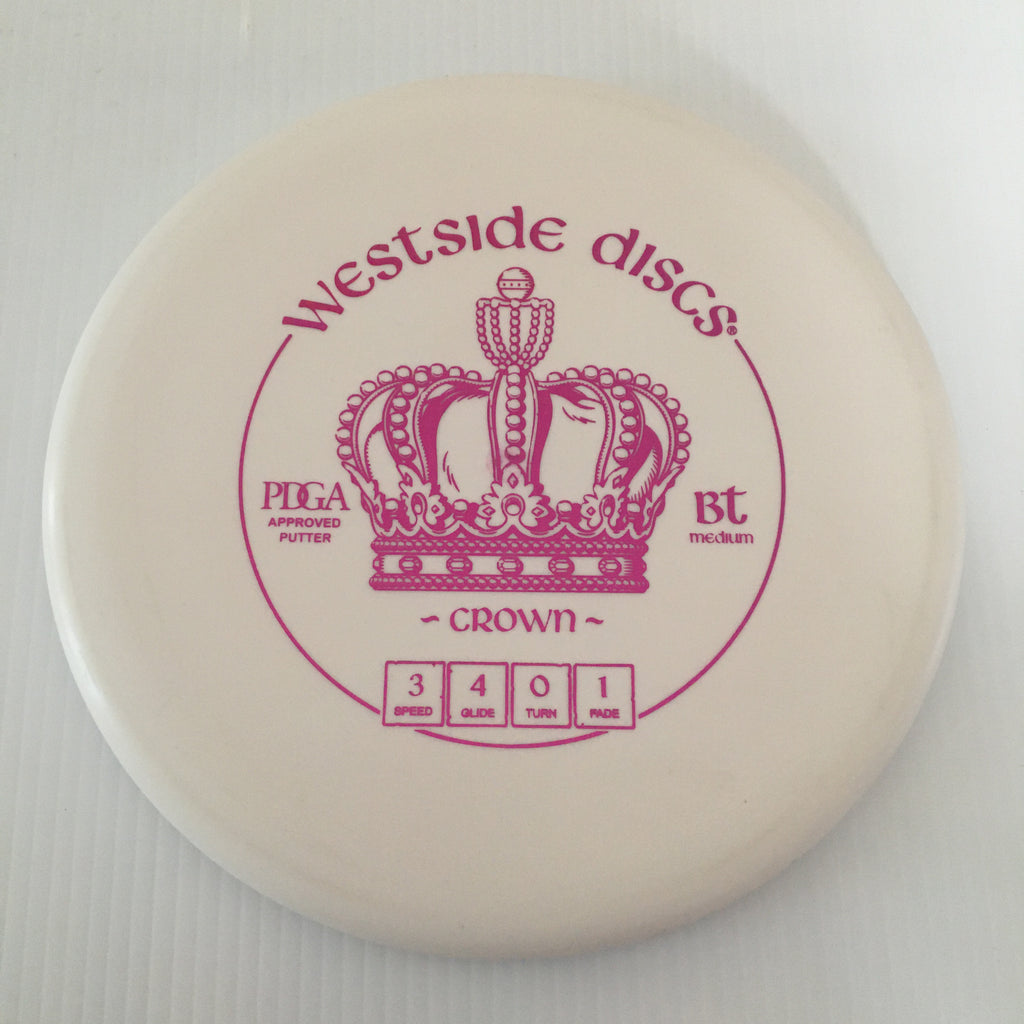 Westside discs®
PDGA
APPROVED
PUTTER
Bt
medium
~ CROWN ~
3 4 0 1
SPEED GLIDE TURN FADE